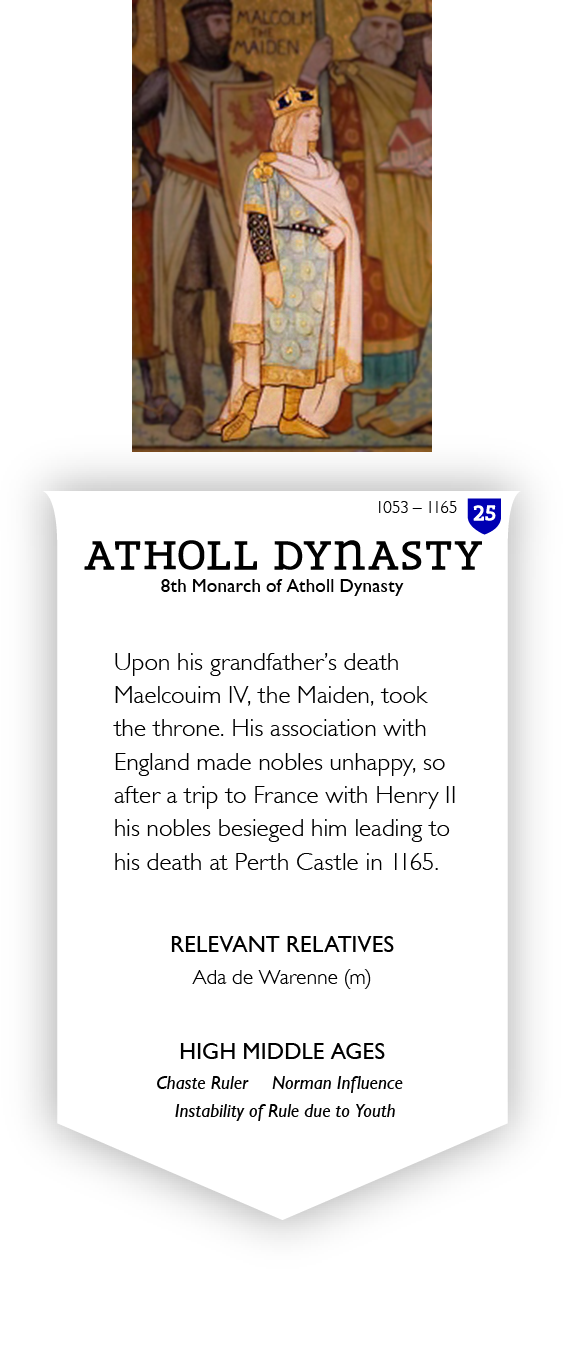 MALCOLM
THE
MAIDEN
1053 – 1165 25
ATHOLL DYNASTY
8th Monarch of Atholl Dynasty
Upon his grandfather’s death
Maelcouim IV, the Maiden, took
the throne. His association with
England made nobles unhappy, so
after a trip to France with Henry II
his nobles besieged him leading to
his death at Perth Castle in 1165.
RELEVANT RELATIVES
Ada de Warenne (m)
HIGH MIDDLE AGES
Chaste Ruler Norman Influence
Instability of Rule due to Youth